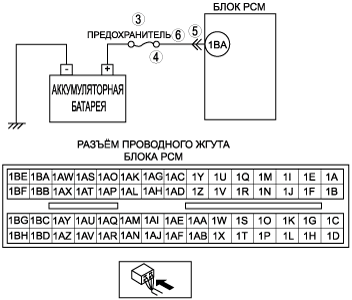 БЛОК PCM
3
ПРЕДОХРАНИТЕЛЬ 6 5
1BA
4
- +
АККУМУЛЯТОРНАЯ
БАТАРЕЯ
РАЗЪЁМ ПРОВОДНОГО ЖГУТА
БЛОКА PCM
1BE 1BA 1AW 1AS 1AO 1AK 1AG 1AC 1Y 1U 1Q 1M 1I 1E 1A
1BF 1BB 1AX 1AT 1AP 1AL 1AH 1AD 1Z 1V 1R 1N 1J 1F 1B
1BG 1BC 1AY 1AU 1AQ 1AM 1AI 1AE 1AA 1W 1S 1O 1K 1G 1C
1BH 1BD 1AZ 1AV 1AR 1AN 1AJ 1AF 1AB 1X 1T 1P 1L 1H 1D